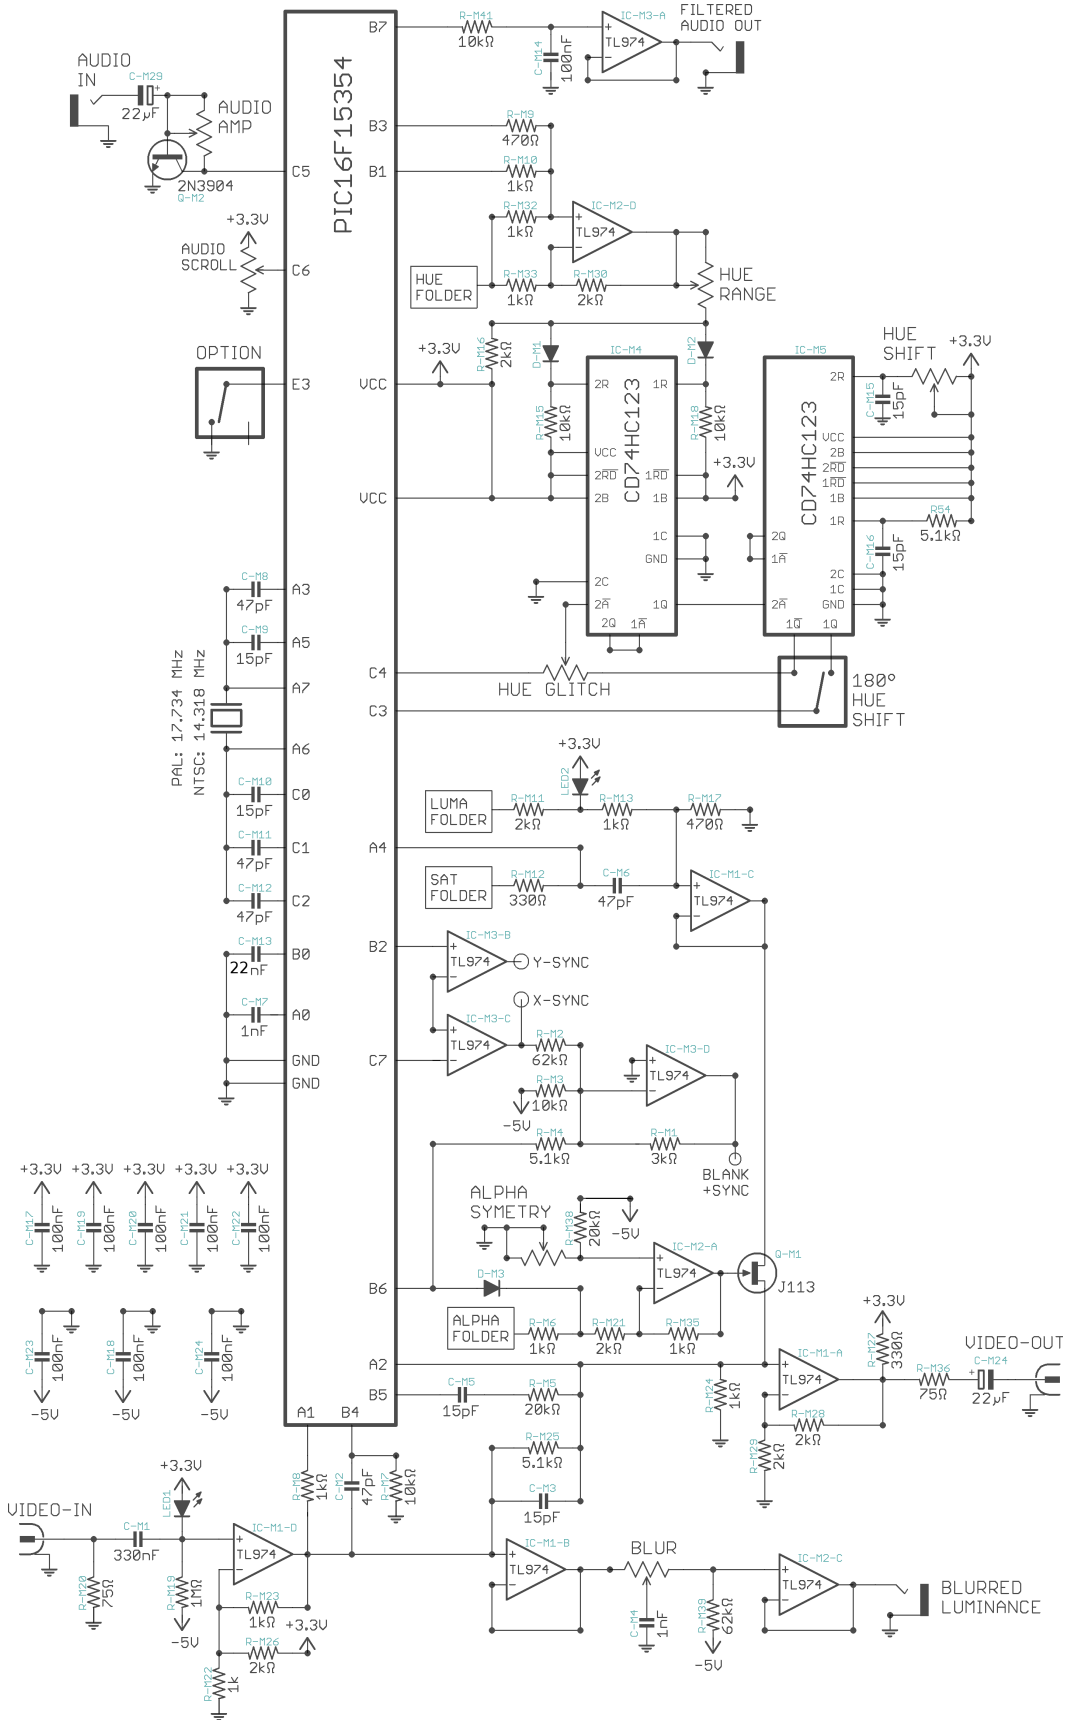 B7
R-M41
10kΩ
C-M14
100nF
IC-M3-A
TL974
FILTERED
AUDIO OUT
AUDIO
IN
C-M29
22µF
AUDIO
AMP
2N3904
Q-M2
PIC16F15354
C5
B3
R-M9
470Ω
B1
R-M10
1kΩ
R-M32
1kΩ
IC-M2-D
TL974
+3.3V
AUDIO
SCROLL
C6
HUE
FOLDER
R-M33
1kΩ
R-M30
2kΩ
HUE
RANGE
OPTION
E3
VCC
+3.3V
R-M16
2kΩ
D-M1
IC-M4
D-M2
2R
1R
CD74HC123
R-M15
10kΩ
R-M18
10kΩ
VCC
2RD
1RD
2B
1B
+3.3V
VCC
1C
GND
2C
2A
1Q
2Q
1A
IC-M5
HUE
SHIFT
+3.3V
2R
C-M15
15pF
CD74HC123
VCC
2B
2RD
1RD
1B
1R
R54
5.1kΩ
C-M16
15pF
2Q
1A
2C
1C
GND
2A
1Q
1Q
C-M8
47pF
A3
C-M9
15pF
A5
A7
PAL: 17.734 MHz
NTSC: 14.318 MHz
A6
C-M10
15pF
C0
C-M11
47pF
C1
C-M12
47pF
C2
C-M13
22nF
B0
C-M7
1nF
A0
GND
GND
C4
HUE GLITCH
C3
180°
HUE
SHIFT
+3.3V
LED2
LUMA
FOLDER
R-M11
2kΩ
R-M13
1kΩ
R-M17
470Ω
A4
SAT
FOLDER
R-M12
330Ω
C-M6
47pF
IC-M1-C
TL974
B2
IC-M3-B
TL974
Y-SYNC
X-SYNC
IC-M3-C
TL974
C7
R-M2
62kΩ
R-M3
10kΩ
-5V
IC-M3-D
TL974
R-M4
5.1kΩ
R-M1
3kΩ
BLANK
+SYNC
+3.3V
+3.3V
+3.3V
+3.3V
+3.3V
C-M17
100nF
C-M19
100nF
C-M20
100nF
C-M21
100nF
C-M22
100nF
C-M23
100nF
C-M18
100nF
C-M24
100nF
-5V
-5V
-5V
ALPHA
SYMETRY
R-M38
20kΩ
-5V
IC-M2-A
TL974
Q-M1
J113
B6
D-M3
ALPHA
FOLDER
R-M6
1kΩ
R-M21
2kΩ
R-M35
1kΩ
A2
B5
C-M5
15pF
R-M5
20kΩ
R-M24
1kΩ
IC-M1-A
TL974
+3.3V
R-M27
330Ω
R-M36
75Ω
VIDEO-OUT
C-M24
22µF
R-M28
2kΩ
R-M29
2kΩ
R-M25
5.1kΩ
C-M3
15pF
A1
B4
R-M8
1kΩ
C-M2
47pF
R-M7
10kΩ
+3.3V
LED1
VIDEO-IN
C-M1
330nF
R-M20
75Ω
R-M19
1MΩ
-5V
IC-M1-D
TL974
R-M23
1kΩ
+3.3V
R-M26
2kΩ
R-M22
1k
IC-M1-B
TL974
BLUR
C-M4
1nF
R-M39
62kΩ
-5V
IC-M2-C
TL974
BLURRED
LUMINANCE